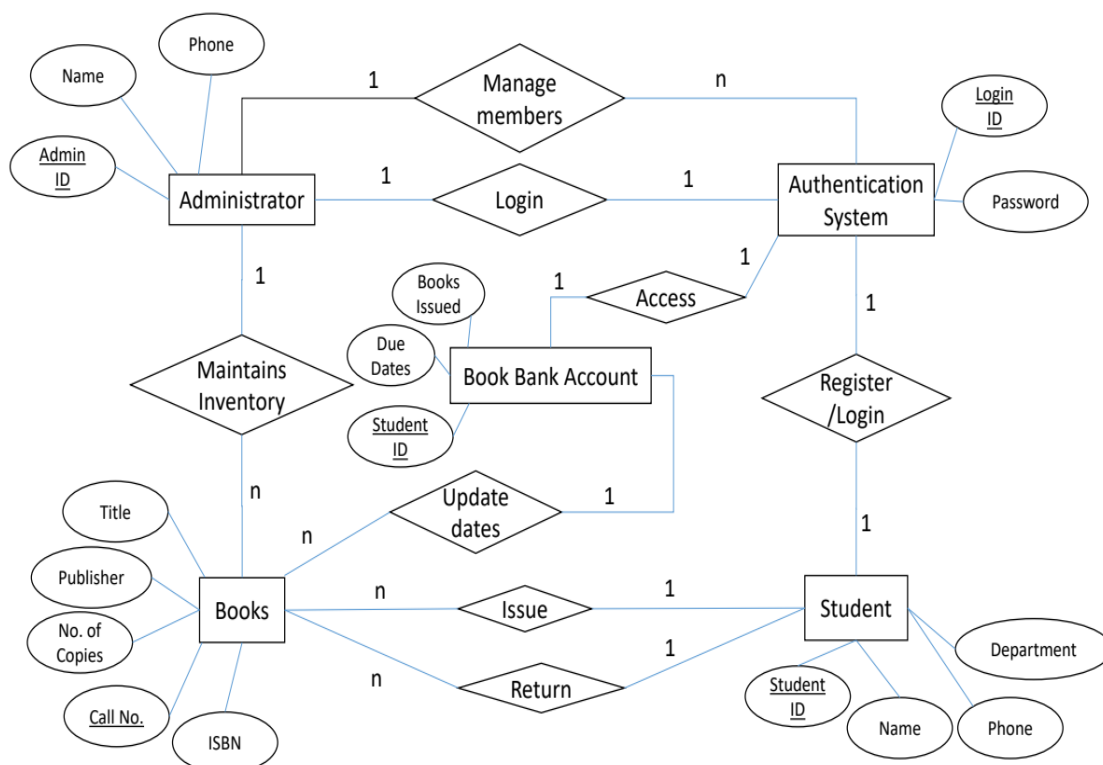 Phone
Name
Admin
ID
Administrator
1
Manage
members
n
Login
ID
1
Login
1
Authentication
System
Password
1
Books
Issued
1
Access
1
1
Due
Dates
Book Bank Account
Maintains
Inventory
Student
ID
Register
/Login
n
n
Update
dates
1
1
Title
Publisher
No. of
Copies
Call No.
ISBN
Books
n
Issue
1
n
Return
1
Student
Department
Student
ID
Name
Phone